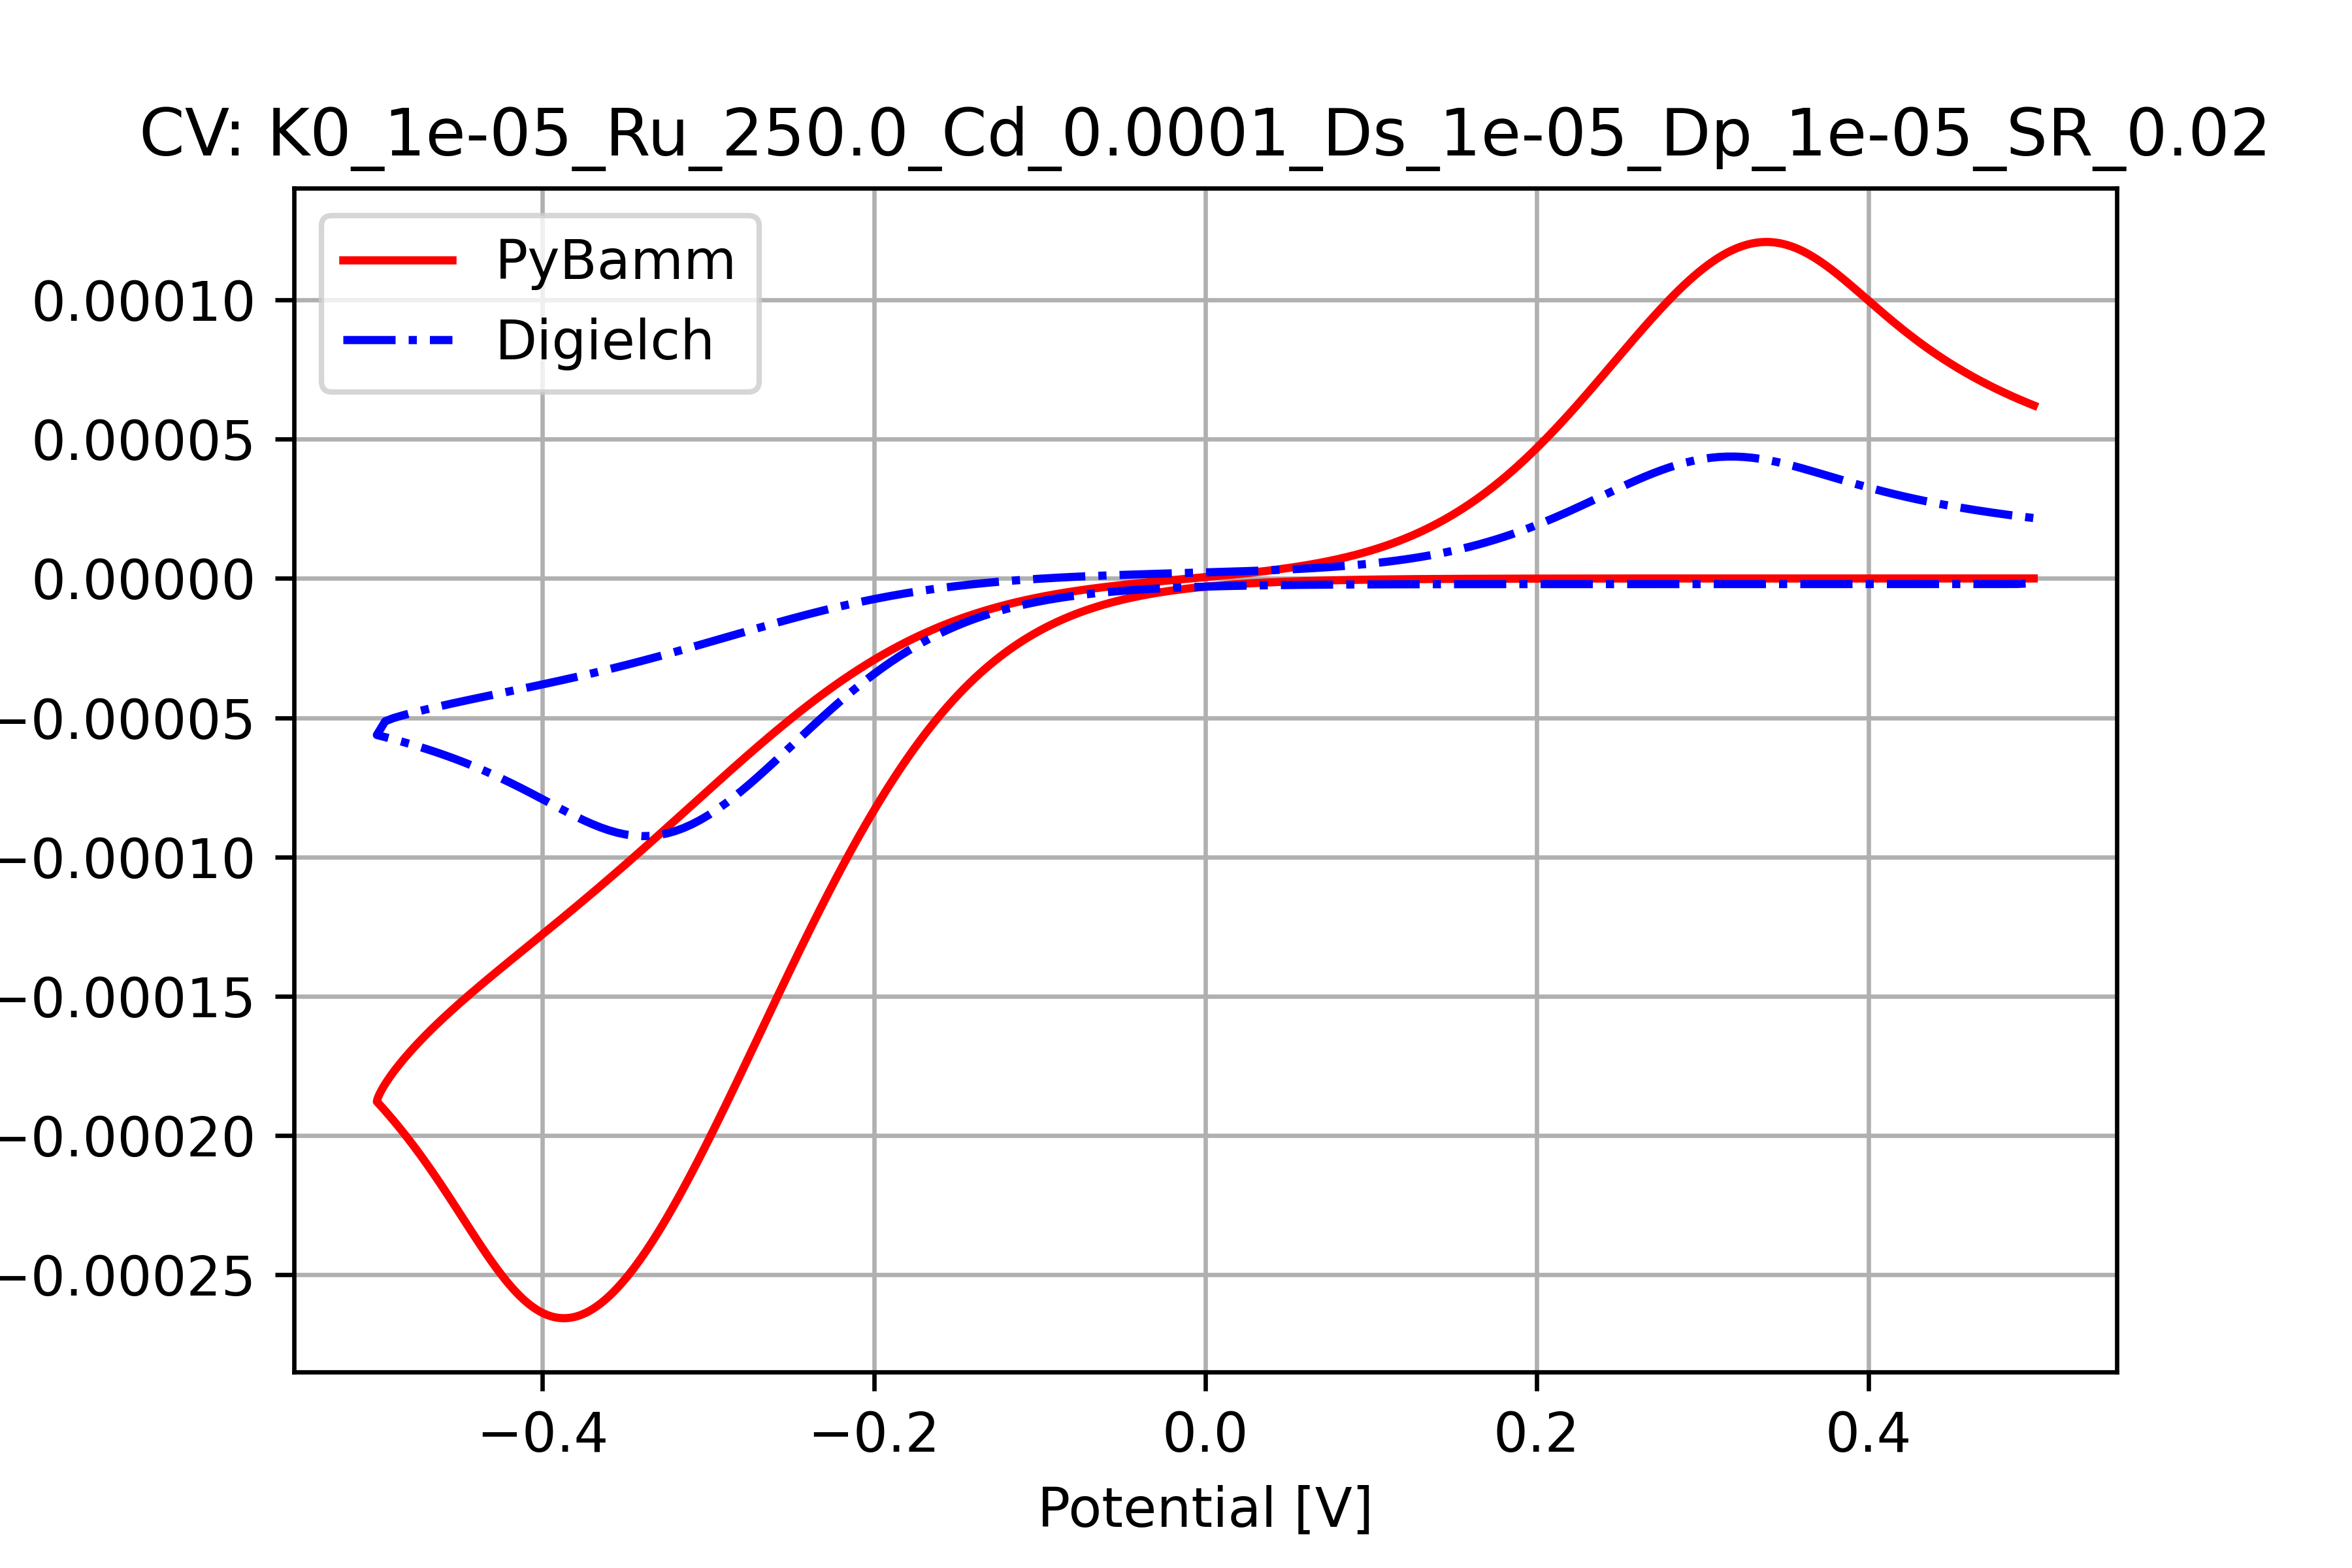 CV: K0_1e-05_Ru_250.0_Cd_0.0001_Ds_1e-05_Dp_1e-05_SR_0.02
PyBamm
Digielch
0.00010
0.00005
0.00000
−0.00005
−0.00010
−0.00015
−0.00020
−0.00025
−0.4 −0.2 0.0 0.2 0.4
Potential [V]